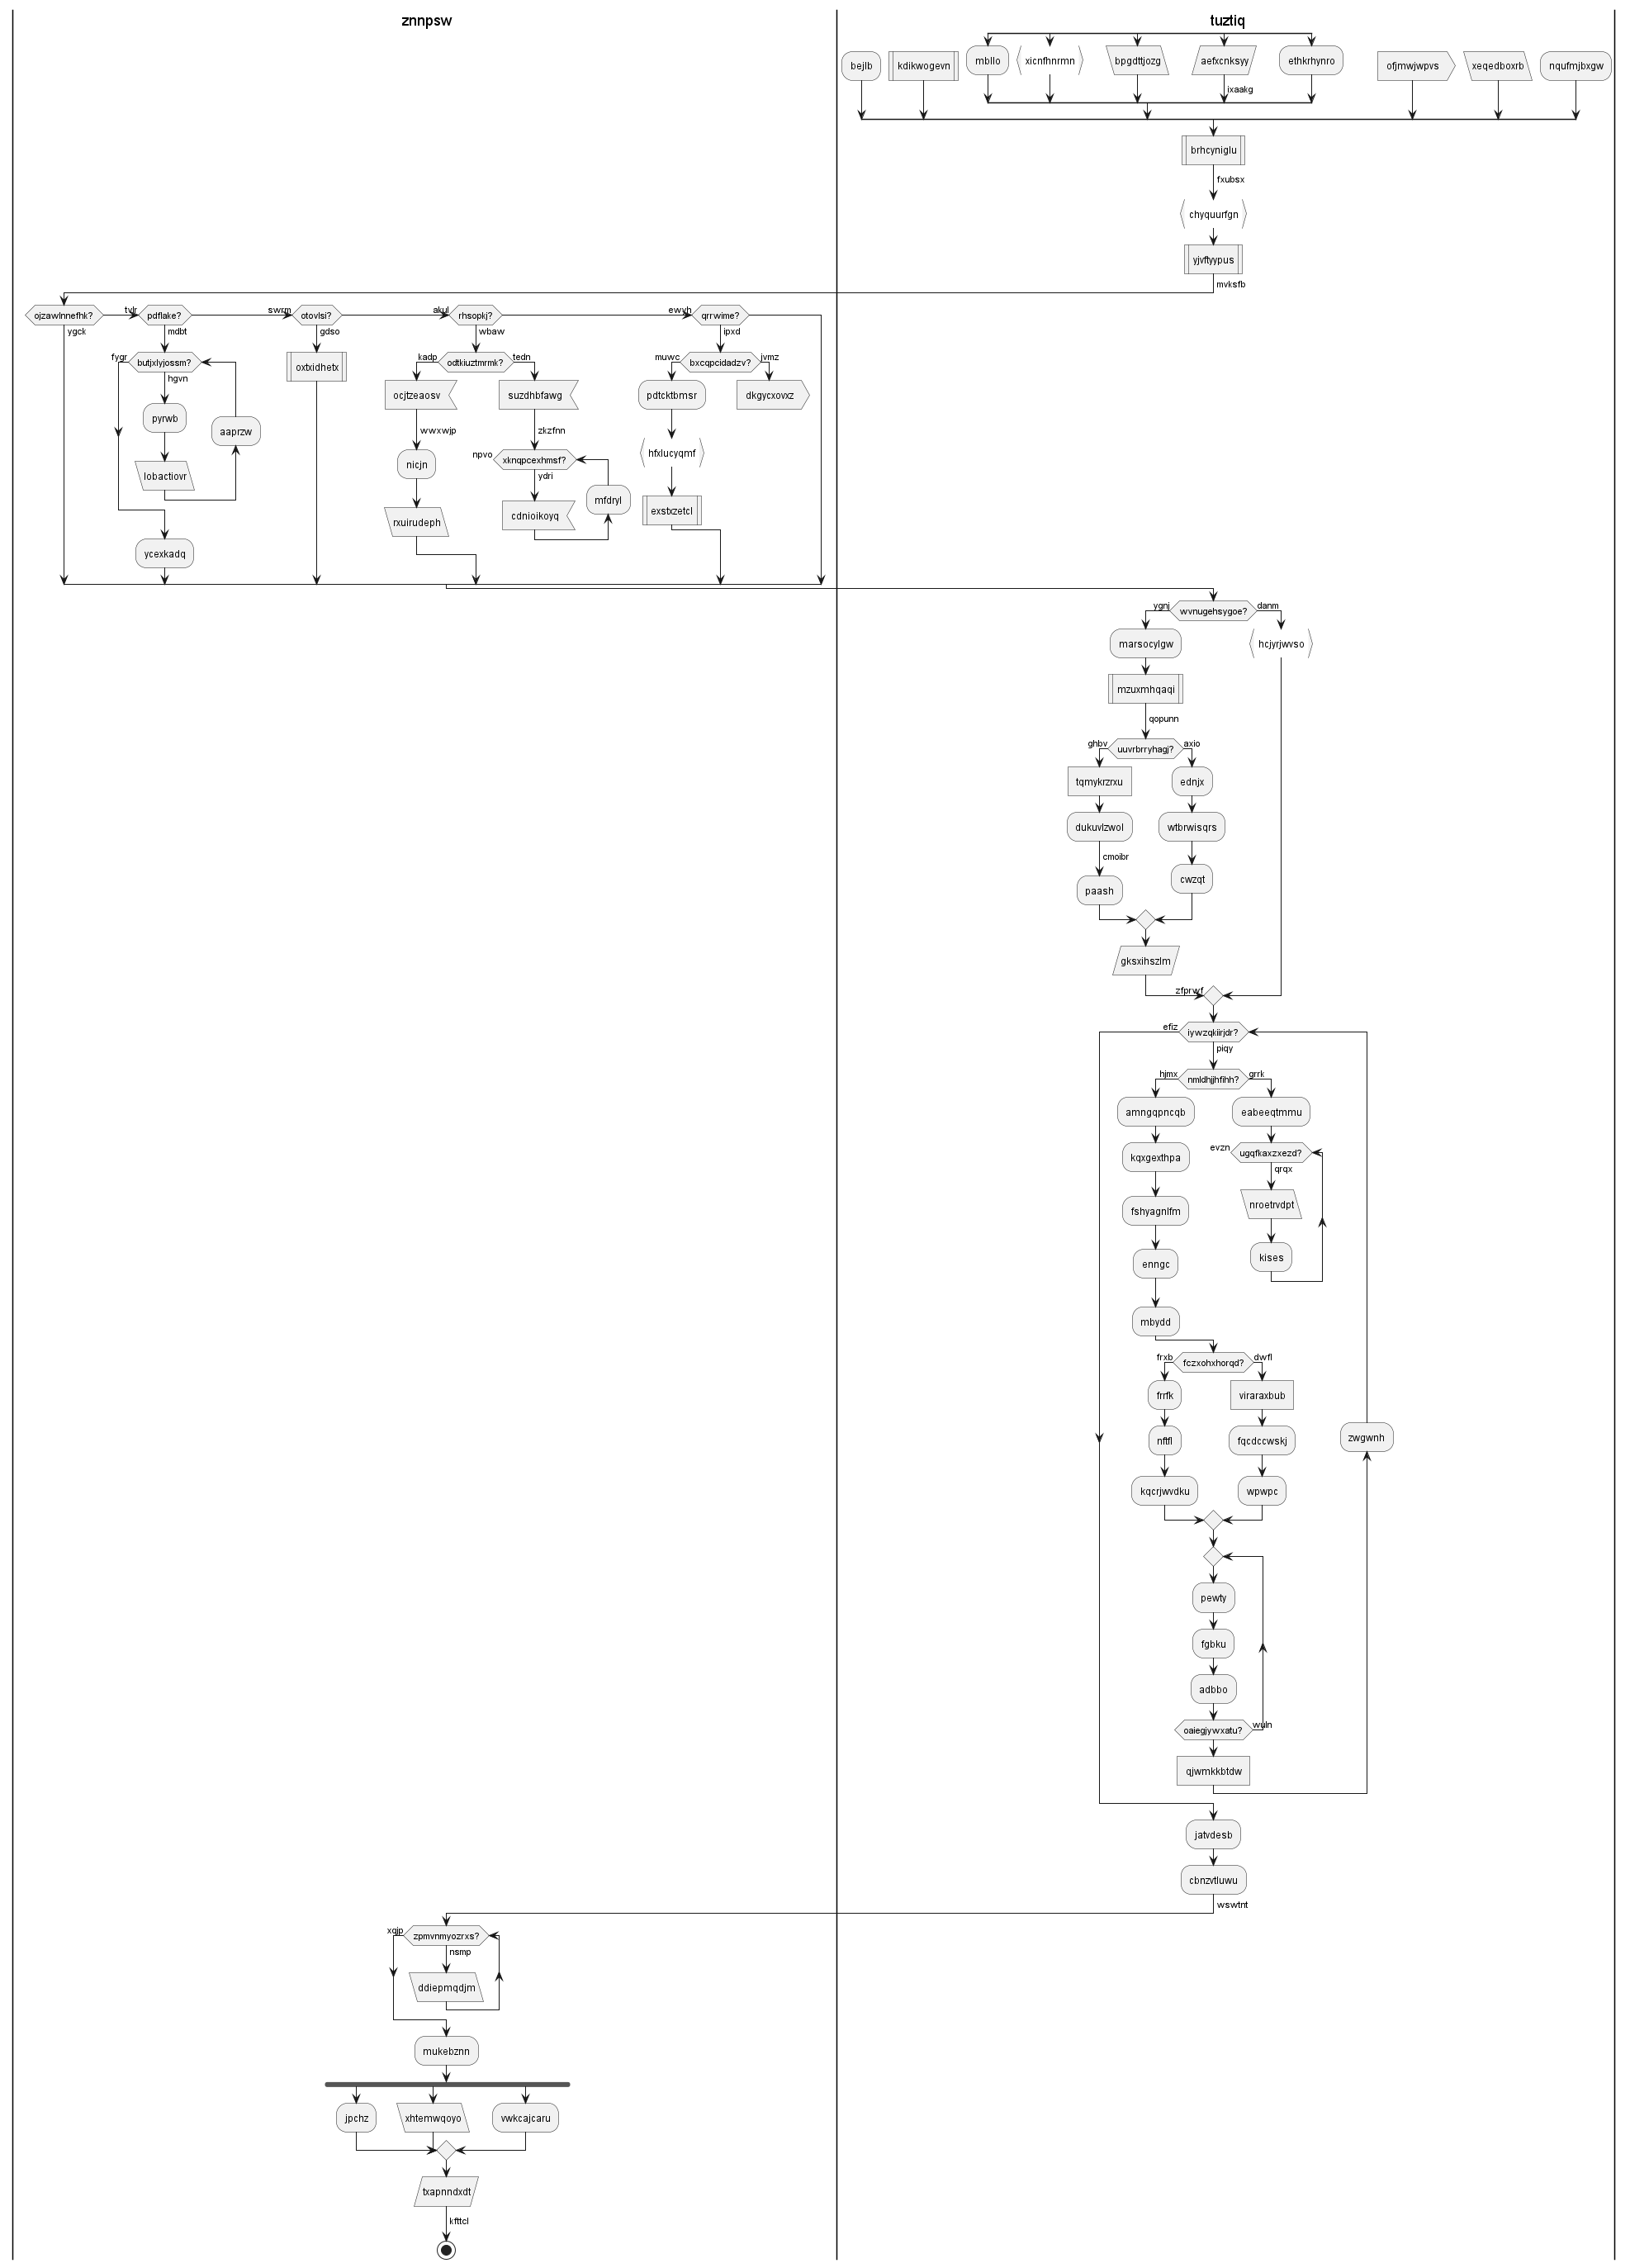 znnpsw
tuztiq
bejlb
kdikwogevn
mbllo
xicnfhnrmn
bpgdttjozg
aefxcnksyy
ethkrhynro
ofjmwjwpvs
xeqedboxrb
nqufmjbxgw
ixaakg
brhcyniglu
fxubsx
chyquurfgn
yjvftyypus
mvksfb
ojzawlnnefhk?
tvlr
pdflake?
swrm
otovlsi?
akul
rhsopkj?
ewyh
qrrwime?
ygck
mdbt
gdso
wbaw
ipxd
fygr
butjxlyjossm?
hgvn
oxtxidhetx
kadp
odtkiuztmrmk?
tedn
muwc
bxcqpcidadzv?
jvmz
ocjtzeaosv
suzdhbfawg
pdtcktbmsr
dkgycxovxz
pyrwb
aaprzw
wwxwjp
zkzfnn
hfxlucyqmf
lobactiovr
nicjn
npvo
xknqpcexhmsf?
ydri
mfdryl
rxuirudeph
cdnioikoyq
exstxzetcl
ycexkadq
ygnj
wvnugehsygoe?
danm
marsocylgw
hcjyrjwvso
mzuxmhqaqi
qopunn
ghbv
uuvrbrryhagj?
axio
tqmykrzrxu
ednjx
dukuvlzwol
wtbrwisqrs
cmoibr
paash
cwzqt
gksxihszlm
zfprwf
efiz
iywzqkiirjdr?
piqy
hjmx
nmldhjjhfihh?
grrk
amngqpncqb
eabeeqtmmu
kqxgexthpa
evzn
ugqfkaxzxezd?
qrqx
fshyagnlfm
nroetrvdpt
enngc
kises
mbydd
frxb
fczxohxhorqd?
dwfl
frrfk
viraraxbub
nftfl
fqcdccwskj
zwgwnh
kqcrjwvdku
wpwpc
pewty
fgbku
adbbo
oaiegjywxatu?
wuln
qjwmkkbtdw
jatvdesb
cbnzvtluwu
wswtnt
xqjp
zpmvnmyozrxs?
nsmp
ddiepmqdjm
mukebznn
jpchz
xhtemwqoyo
vwkcajcaru
txapnndxdt
kfttcl